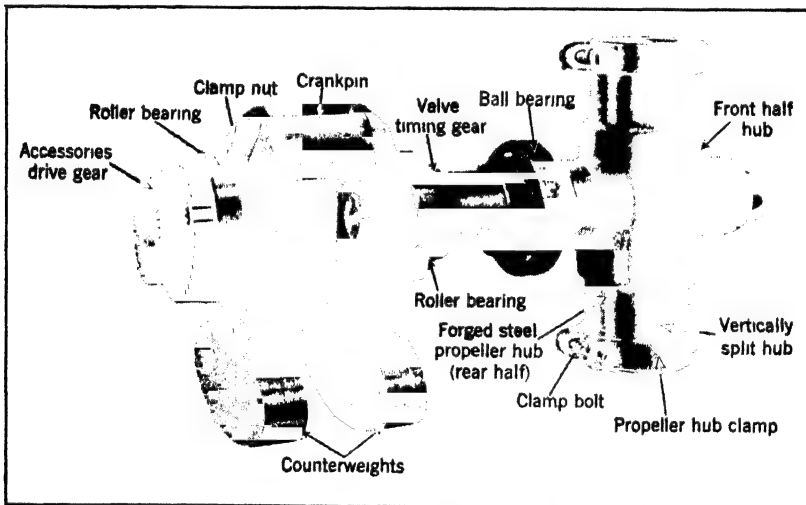 Clamp nut
Crankpin
Roller bearing
Valve
timing gear
Ball bearing
Front half
hub
Accessories
drive gear
Roller bearing
Forged steel
propeller hub
(rear half)
Vertically
split hub
Clamp bolt
Propeller hub clamp
Counterweights